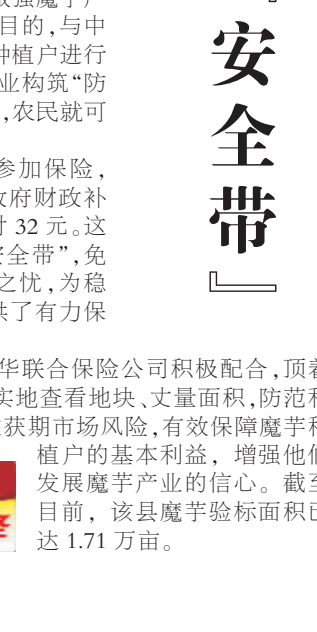 安全带』
目的,与中
种植户进行
业构筑“防
,农民就可
参加保险,
政府财政补
付 32 元。这
安全带”,免
之忧,为稳
供了有力保
华联合保险公司积极配合,顶着
实地查看地块、丈量面积,防范和
获期市场风险,有效保障魔芋种
植户的基本利益，增强他们
发展魔芋产业的信心。截至
目前，该县魔芋验标面积已
达 1.71 万亩。